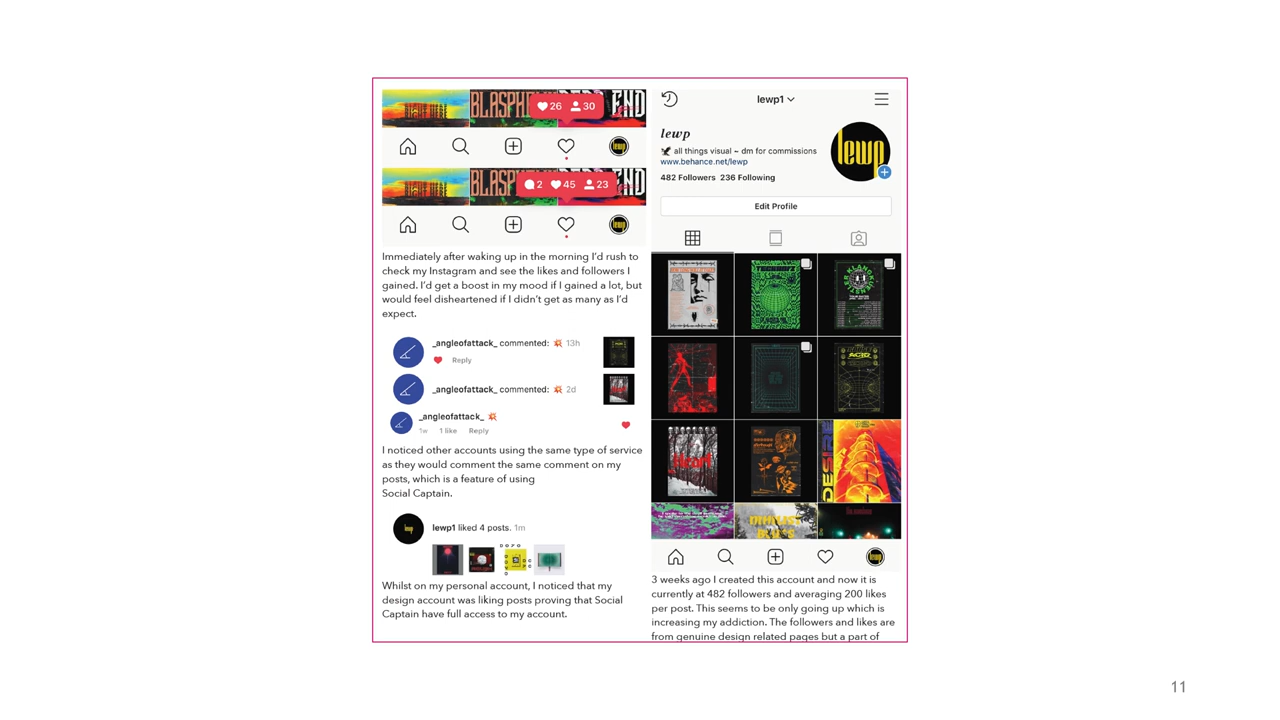 BLASPHEM
26 30
END
BLASP
2 45 23
END
Immediately after waking up in the morning I'd rush to
check my Instagram and see the likes and followers I
gained. I'd get a boost in my mood if I gained a lot, but
would feel disheartened if I didn't get as many as I'd
expect.
_angleofattack_ commented: 💥 13h
Reply
_angleofattack_ commented: 💥 2d
_angleofattack_ 💥
1w 1 like Reply
I noticed other accounts using the same type of service
as they would comment the same comment on my
posts, which is a feature of using
Social Captain.
lewp
lewp1 liked 4 posts. 1m
Whilst on my personal account, I noticed that my
design account was liking posts proving that Social
Captain have full access to my account.
lewp1
lewp
all things visual ~ dm for commissions
www.behance.net/lewp
482 Followers 236 Following
lewp
Edit Profile
Heart
DESIRE
3 weeks ago I created this account and now it is
currently at 482 followers and averaging 200 likes
per post. This seems to be only going up which is
increasing my addiction. The followers and likes are
from genuine design related pages but a part of
11